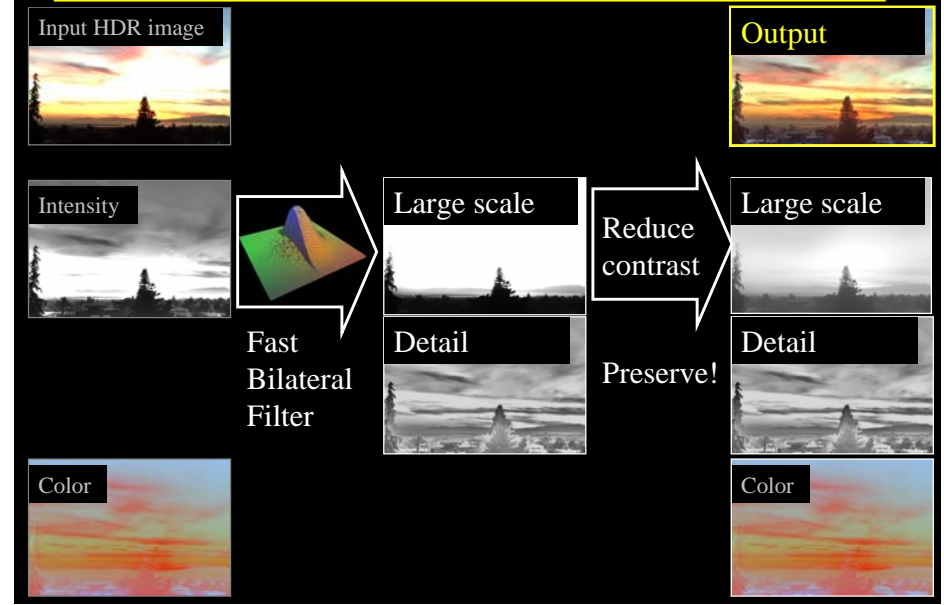 Input HDR image
Output
Intensity
Large scale
Reduce
contrast
Large scale
Fast
Bilateral
Filter
Detail
Preserve!
Detail
Color
Color